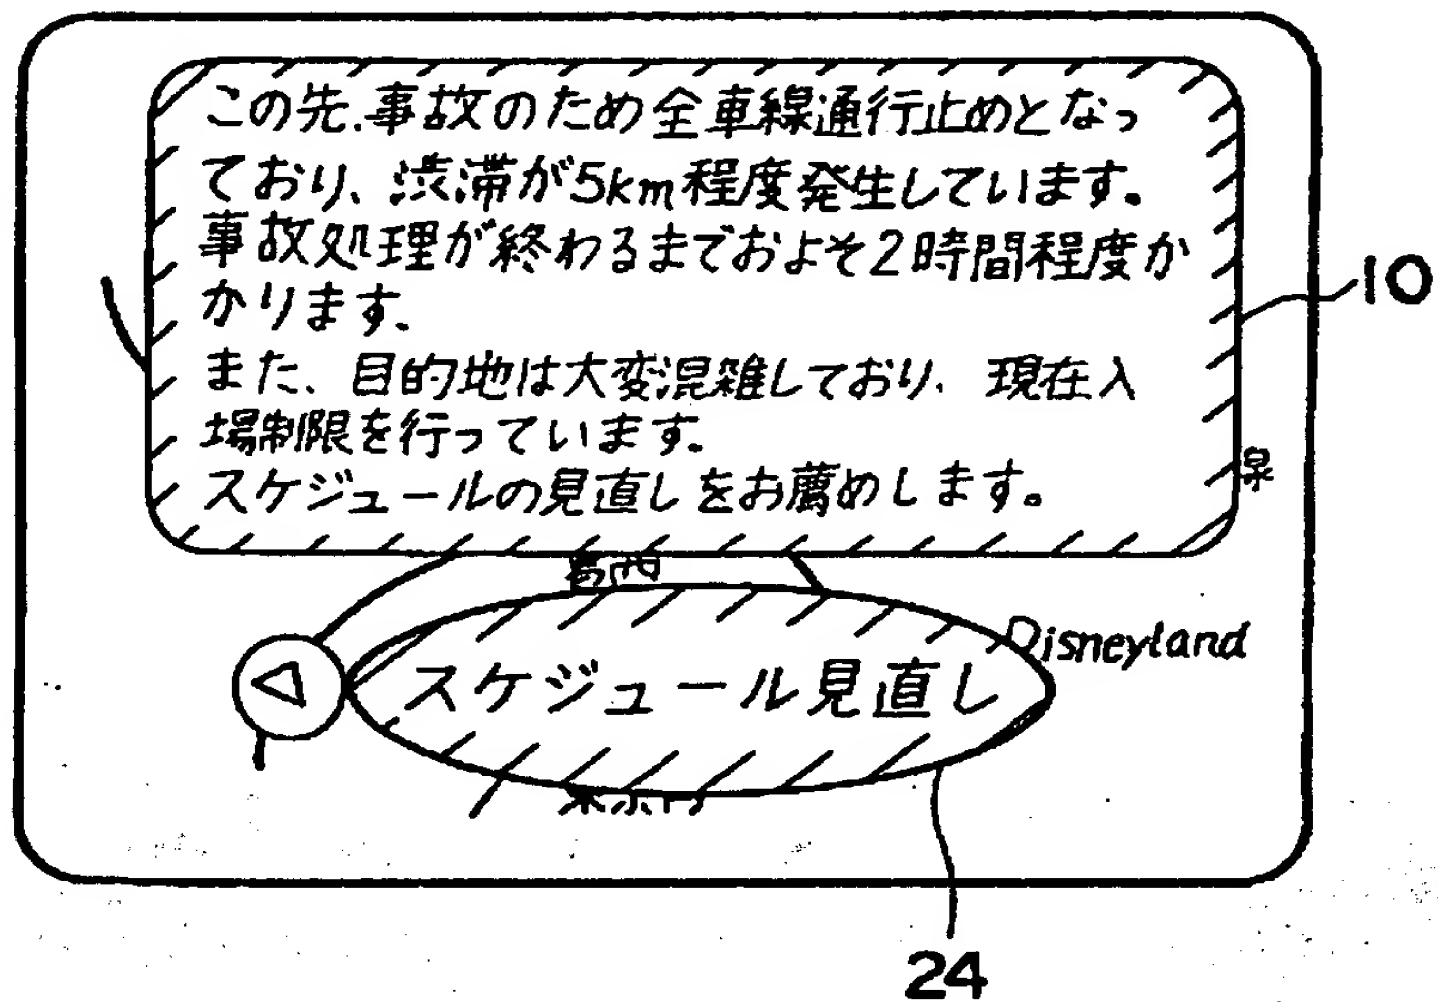 この先、事故のため全車線通行止めとなっ
ており、渋滞が5km程度発生しています。
事故処理が終わるまでおよそ2時間程度か
かります。
また、目的地は大変混雑しており、現在入
場制限を行っています。
スケジュールの見直しをお薦めします。
10
葛西
Disneyland
スケジュール見直し
24